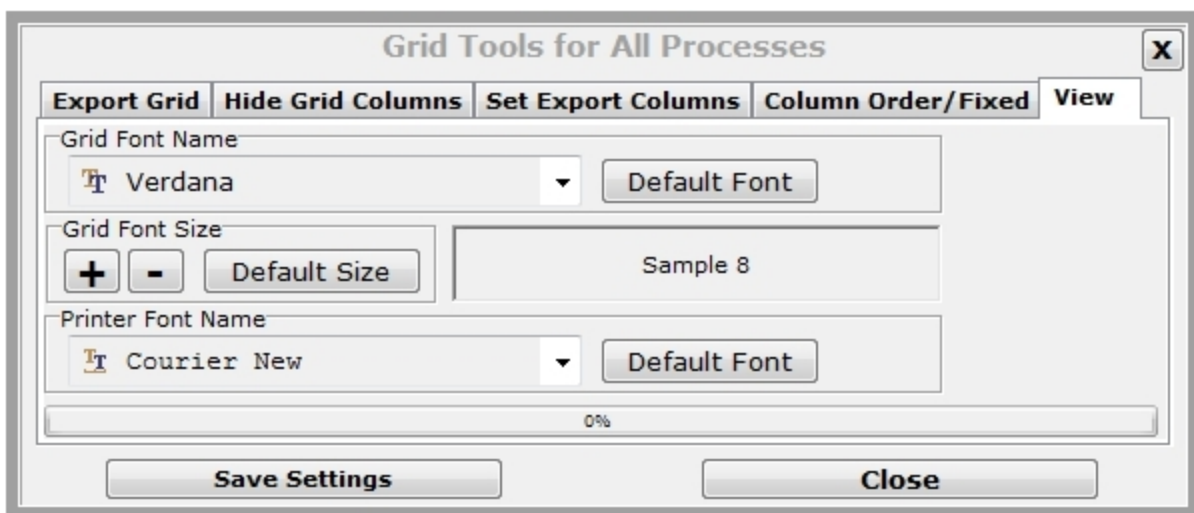 Grid Tools for All Processes
X
Export Grid Hide Grid Columns Set Export Columns Column Order/Fixed View
Grid Font Name
Verdana Default Font
Grid Font Size
+ - Default Size Sample 8
Printer Font Name
Courier New Default Font
0%
Save Settings Close